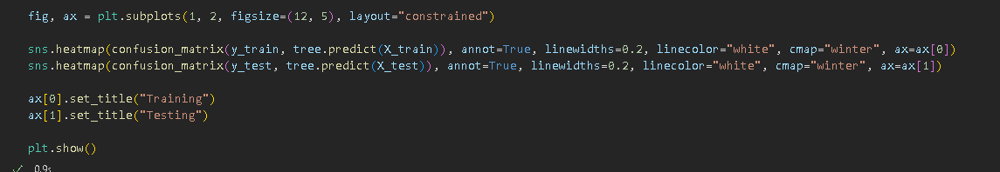 fig, ax = plt.subplots(1, 2, figsize=(12, 5), layout="constrained")
sns.heatmap(confusion_matrix(y_train, tree.predict(X_train)), annot=True, linewidths=0.2, linecolor="white", cmap="winter", ax=ax[0])
sns.heatmap(confusion_matrix(y_test, tree.predict(X_test)), annot=True, linewidths=0.2, linecolor="white", cmap="winter", ax=ax[1])
ax[0].set_title("Training")
ax[1].set_title("Testing")
plt.show()
✓ 0.9s